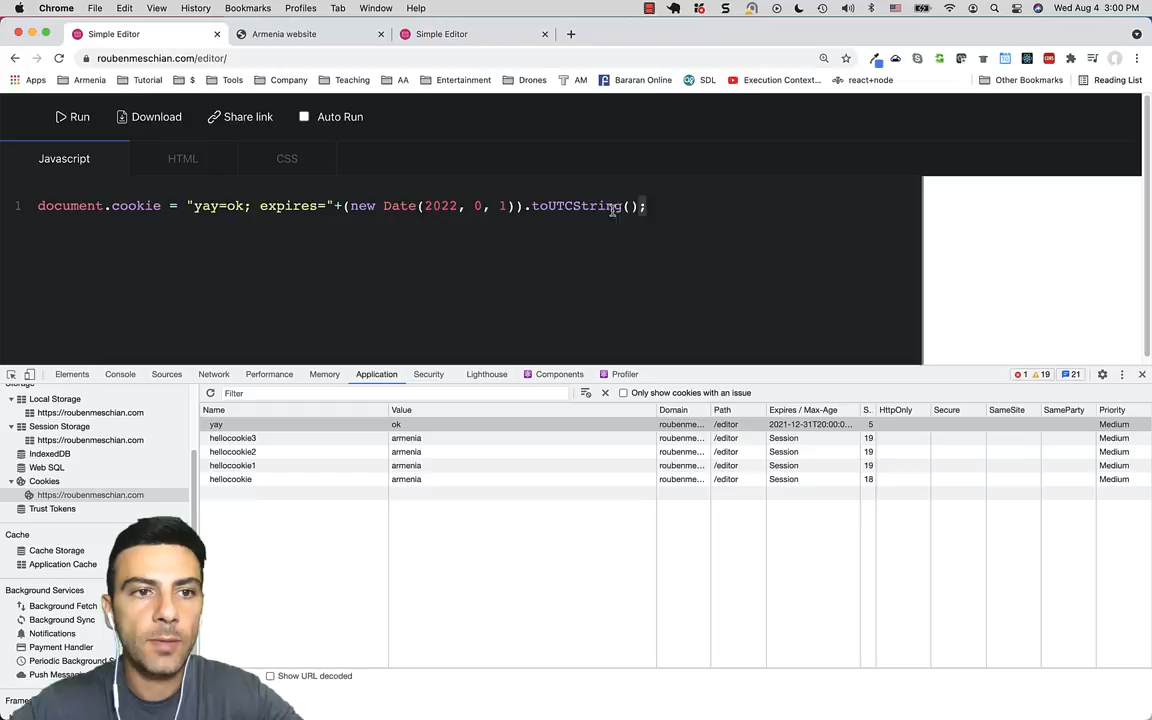 Chrome File Edit View History Bookmarks Profiles Tab Window Help Wed Aug 4 3:00 PM
Simple Editor Armenia website Simple Editor
roubenmeschian.com/editor/
Apps Armenia Tutorial $ Tools Company Teaching AA Entertainment Drones AM Bararan Online SDL Execution Context... react+node Other Bookmarks Reading List
Run Download Share link Auto Run
Javascript HTML CSS
1 document.cookie = "yay=ok; expires="+(new Date(2022, 0, 1)).toUTCString();
Elements Console Sources Network Performance Memory Application Security Lighthouse Components Profiler 1 19 21
Storage
Filter Only show cookies with an issue
Local Storage
https://roubenmeschian.com
Session Storage
https://roubenmeschian.com
IndexedDB
Web SQL
Cookies
https://roubenmeschian.com
Trust Tokens
Cache
Cache Storage
Application Cache
Background Services
Background Fetch
Background Sync
Notifications
Payment Handler
Periodic Background S
Push Messag
Frames
Name Value Domain Path Expires / Max-Age S. HttpOnly Secure SameSite SameParty Priority
yay ok roubenme... /editor 2021-12-31T20:00:0... 5 Medium
hellocookie3 armenia roubenme... /editor Session 19 Medium
hellocookie2 armenia roubenme... /editor Session 19 Medium
hellocookie1 armenia roubenme... /editor Session 19 Medium
hellocookie armenia roubenme... /editor Session 18 Medium
Show URL decoded